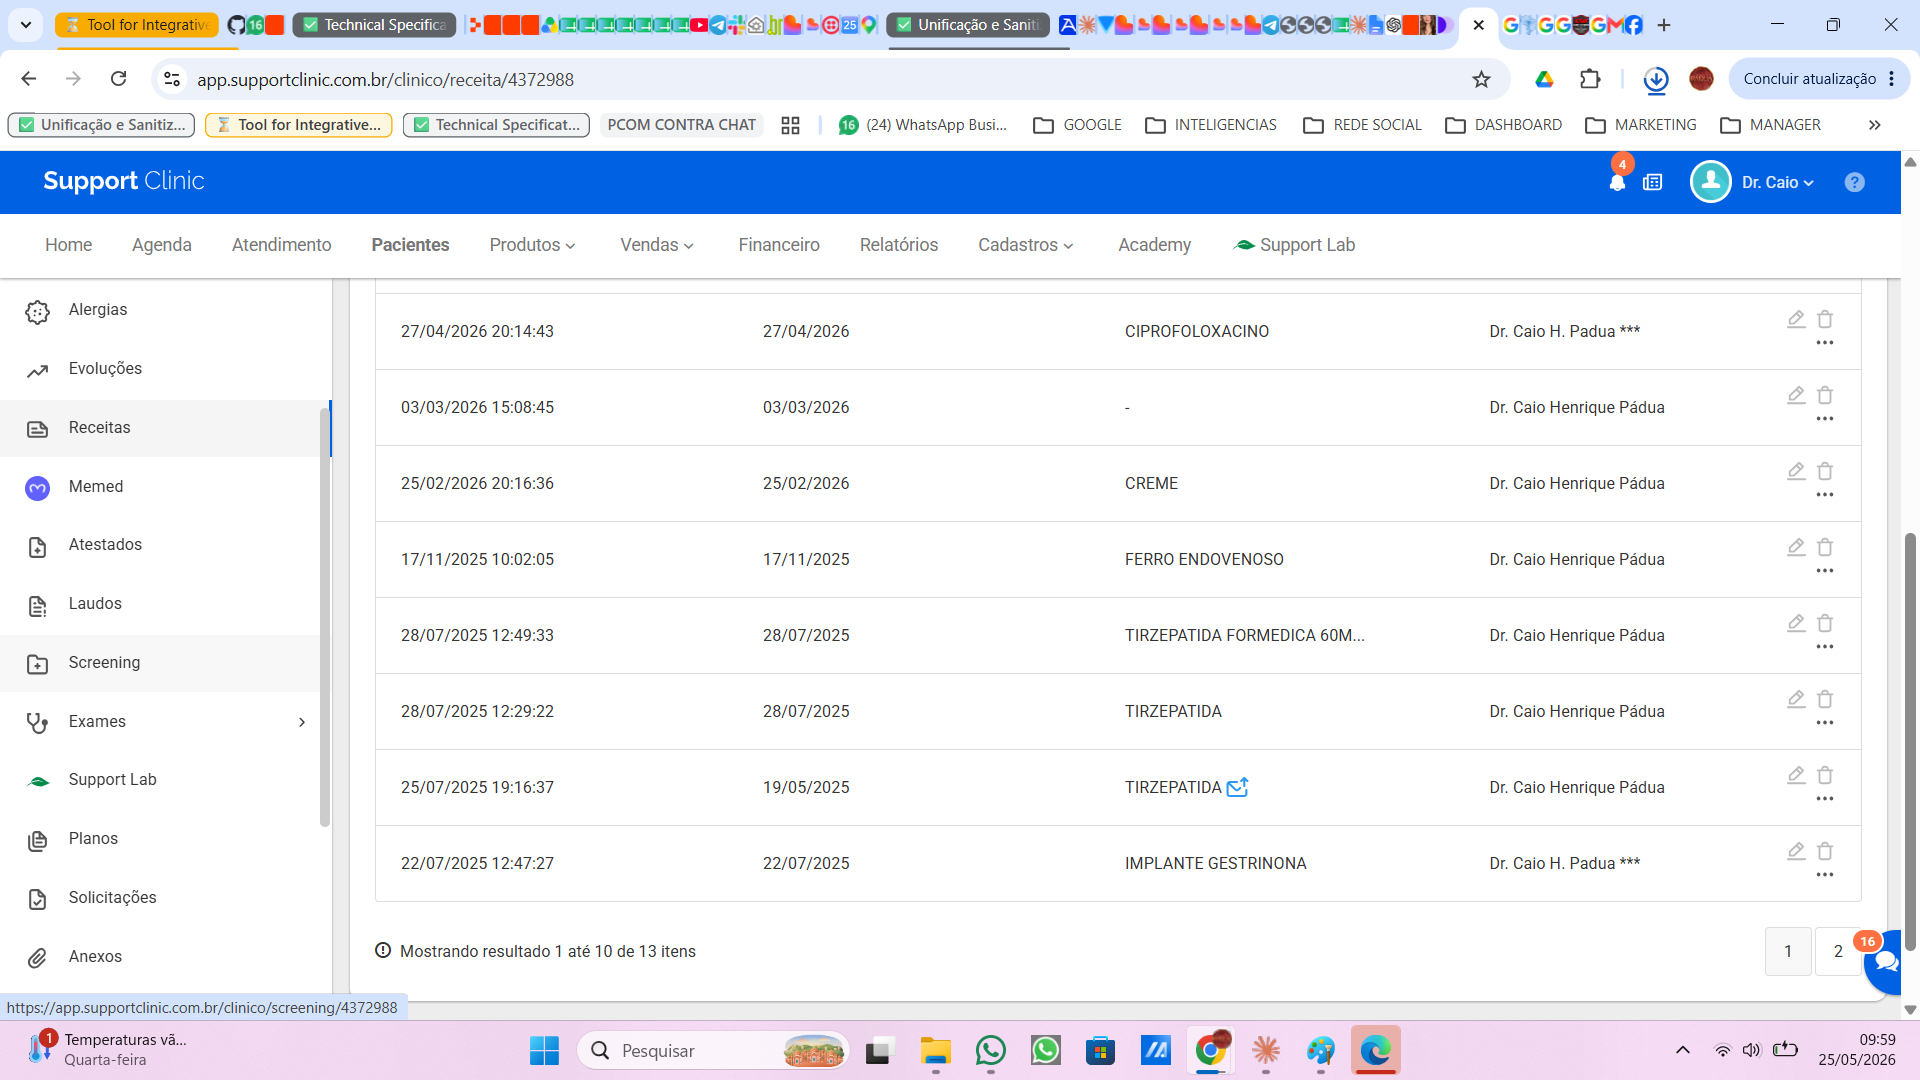 Tool for Integrative
16
Technical Specifica
25
Unificação e Saniti
app.supportclinic.com.br/clinico/receita/4372988
Concluir atualização
Unificação e Sanitiz...
Tool for Integrative...
Technical Specificat...
PCOM CONTRA CHAT
16
(24) WhatsApp Busi...
GOOGLE
INTELIGENCIAS
REDE SOCIAL
DASHBOARD
MARKETING
MANAGER
Support Clinic
4
Dr. Caio
?
Home
Agenda
Atendimento
Pacientes
Produtos
Vendas
Financeiro
Relatórios
Cadastros
Academy
Support Lab
Alergias
Evoluções
Receitas
Memed
Atestados
Laudos
Screening
Exames
Support Lab
Planos
Solicitações
Anexos
27/04/2026 20:14:43 27/04/2026 CIPROFOLOXACINO Dr. Caio H. Padua ***
03/03/2026 15:08:45 03/03/2026 - Dr. Caio Henrique Pádua
25/02/2026 20:16:36 25/02/2026 CREME Dr. Caio Henrique Pádua
17/11/2025 10:02:05 17/11/2025 FERRO ENDOVENOSO Dr. Caio Henrique Pádua
28/07/2025 12:49:33 28/07/2025 TIRZEPATIDA FORMEDICA 60M... Dr. Caio Henrique Pádua
28/07/2025 12:29:22 28/07/2025 TIRZEPATIDA Dr. Caio Henrique Pádua
25/07/2025 19:16:37 19/05/2025 TIRZEPATIDA Dr. Caio Henrique Pádua
22/07/2025 12:47:27 22/07/2025 IMPLANTE GESTRINONA Dr. Caio H. Padua ***
Mostrando resultado 1 até 10 de 13 itens
1
2
16
https://app.supportclinic.com.br/clinico/screening/4372988
1
Temperaturas vã...
Quarta-feira
Pesquisar
09:59
25/05/2026